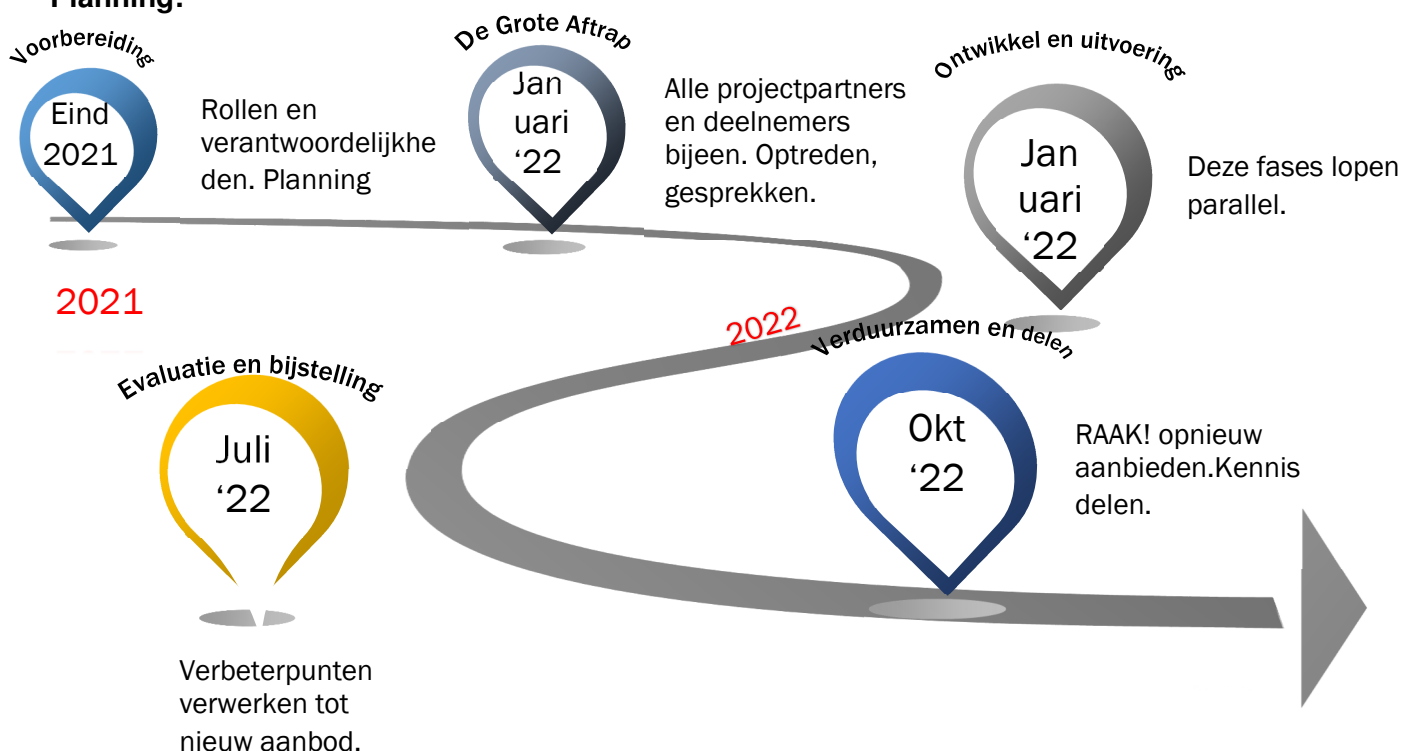 Planning:
Voorbereiding
Eind
2021
Rollen en
verantwoordelijkhe
den. Planning
De Grote Aftrap
Jan
uari
‘22
Alle projectpartners
en deelnemers
bijeen. Optreden,
gesprekken.
Ontwikkel en uitvoering
Jan
uari
‘22
Deze fases lopen
parallel.
2021
2022
Evaluatie en bijstelling
Juli
‘22
Verbeterpunten
verwerken tot
nieuw aanbod.
Verduurzamen en delen
Okt
‘22
RAAK! opnieuw
aanbieden.Kennis
delen.